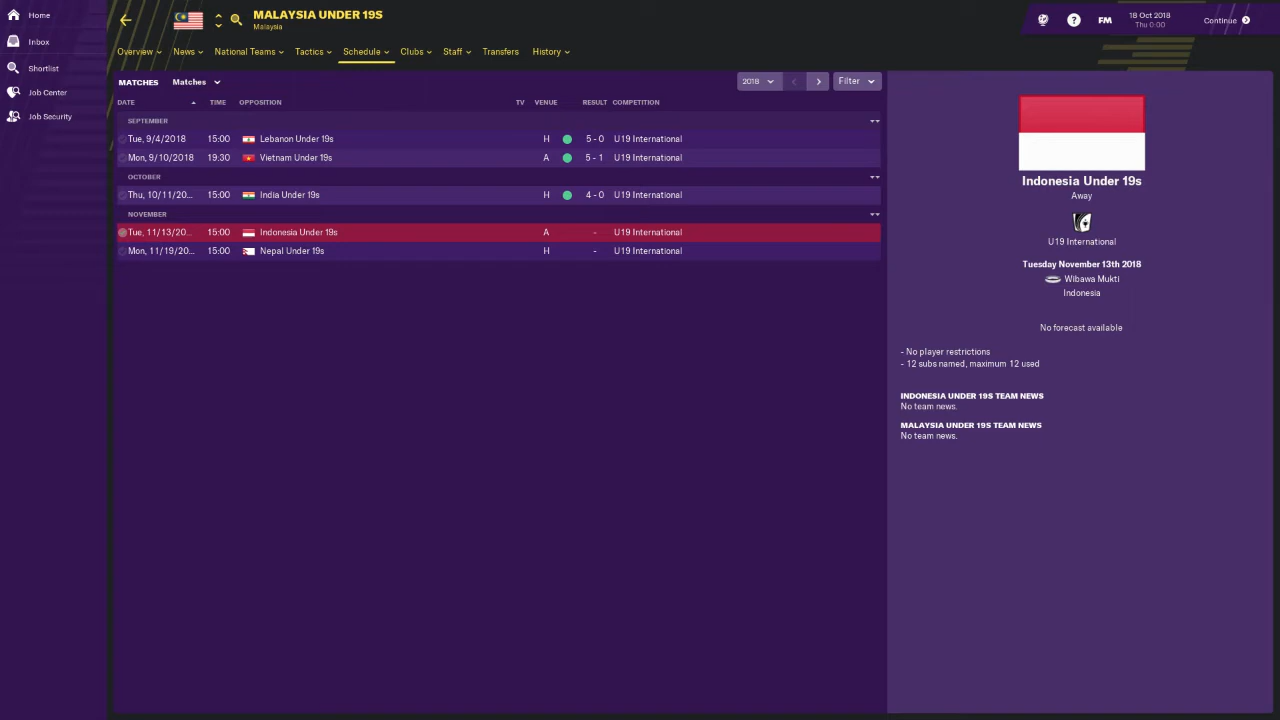 Home
Inbox
Shortlist
Job Center
Job Security
MALAYSIA UNDER 19S
Malaysia
FM
18 Oct 2018
Thu 0:00
Continue
Overview News National Teams Tactics Schedule Clubs Staff Transfers History
MATCHES Matches 2018 Filter
DATE TIME OPPOSITION TV VENUE RESULT COMPETITION
SEPTEMBER
Tue, 9/4/2018 15:00 Lebanon Under 19s H 5 - 0 U19 International
Mon, 9/10/2018 19:30 Vietnam Under 19s A 5 - 1 U19 International
OCTOBER
Thu, 10/11/20... 15:00 India Under 19s H 4 - 0 U19 International
NOVEMBER
Tue, 11/13/20... 15:00 Indonesia Under 19s A - U19 International
Mon, 11/19/20... 15:00 Nepal Under 19s H - U19 International
Indonesia Under 19s
Away
U19 International
Tuesday November 13th 2018
Wibawa Mukti
Indonesia
No forecast available
- No player restrictions
- 12 subs named, maximum 12 used
INDONESIA UNDER 19S TEAM NEWS
No team news.
MALAYSIA UNDER 19S TEAM NEWS
No team news.